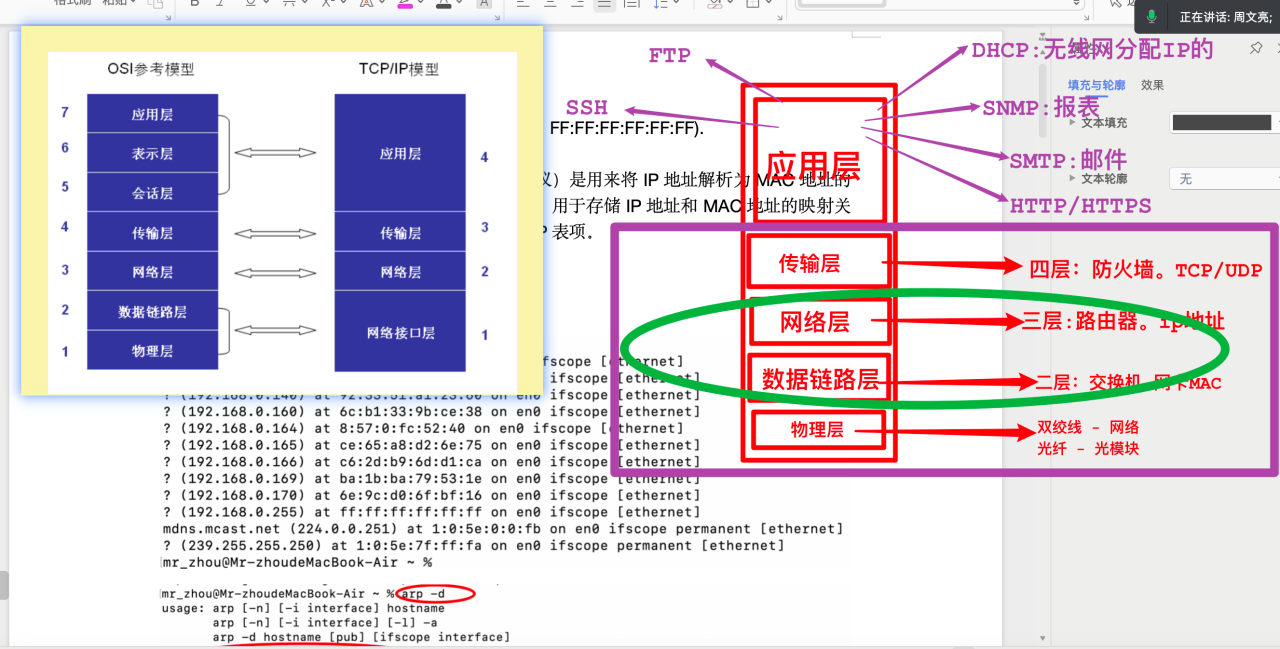 格式刷 粘贴
B I U X A A A
正在讲话: 周文亮;
OSI参考模型
TCP/IP模型
7 应用层
6 表示层
5 会话层
4 传输层
3 网络层
2 数据链路层
1 物理层
应用层 4
传输层 3
网络层 2
网络接口层 1
FTP
SSH
DHCP:无线网分配IP的
SNMP:报表
SMTP:邮件
HTTP/HTTPS
填充与轮廓 效果
文本填充
文本轮廓 无
FF:FF:FF:FF:FF:FF).
议）是用来将 IP 地址解析为 MAC 地址的
用于存储 IP 地址和 MAC 地址的映射关
P 表项。
应用层
传输层
四层：防火墙。TCP/UDP
网络层
三层:路由器。ip地址
数据链路层
二层：交换机 网卡MAC
物理层
双绞线 - 网络
光纤 - 光模块
ifscope [ethernet]
ifscope [ethernet]
? (192.168.0.140) at 92:33:51:a1:23:60 on en0 ifscope [ethernet]
? (192.168.0.160) at 6c:b1:33:9b:ce:38 on en0 ifscope [ethernet]
? (192.168.0.164) at 8:57:0:fc:52:40 on en0 ifscope [ethernet]
? (192.168.0.165) at ce:65:a8:d2:6e:75 on en0 ifscope [ethernet]
? (192.168.0.166) at c6:2d:b9:6d:d1:ca on en0 ifscope [ethernet]
? (192.168.0.169) at ba:1b:ba:79:53:1e on en0 ifscope [ethernet]
? (192.168.0.170) at 6e:9c:d0:6f:bf:16 on en0 ifscope [ethernet]
? (192.168.0.255) at ff:ff:ff:ff:ff:ff on en0 ifscope [ethernet]
mdns.mcast.net (224.0.0.251) at 1:0:5e:0:0:fb on en0 ifscope permanent [ethernet]
? (239.255.255.250) at 1:0:5e:7f:ff:fa on en0 ifscope permanent [ethernet]
mr_zhou@Mr-zhoudeMacBook-Air ~ %
mr_zhou@Mr-zhoudeMacBook-Air ~ % arp -d
usage: arp [-n] [-i interface] hostname
arp [-n] [-i interface] [-l] -a
arp -d hostname [pub] [ifscope interface]